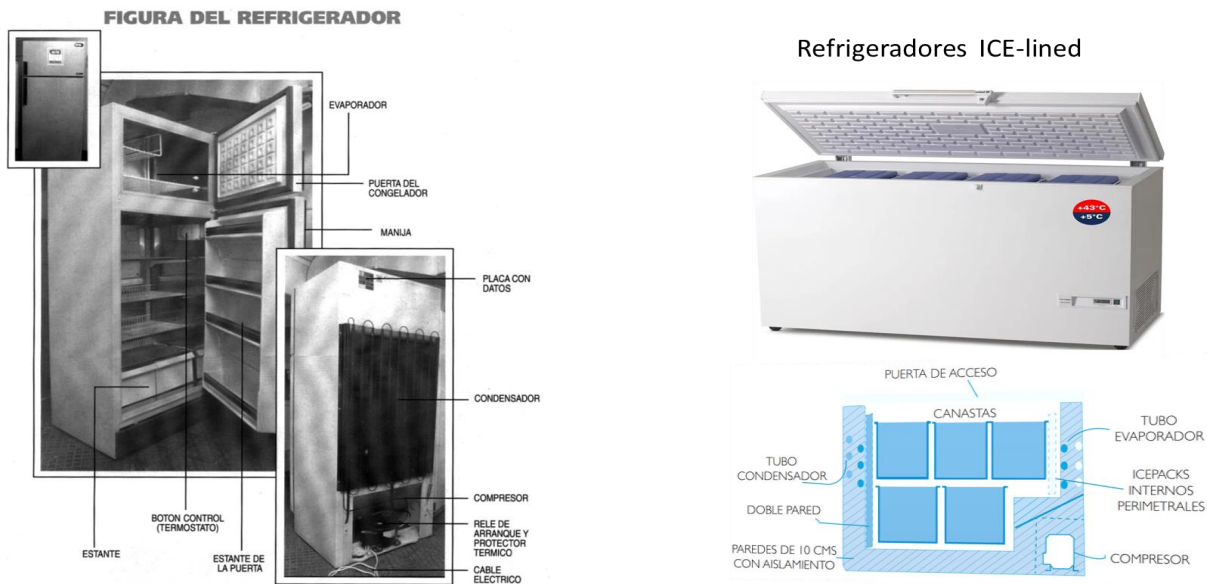 FIGURA DEL REFRIGERADOR
EVAPORADOR
PUERTA DEL
CONGELADOR
MANIJA
PLACA CON
DATOS
CONDENSADOR
COMPRESOR
RELE DE
ARRANQUE Y
PROTECTOR
TERMICO
CABLE
ELECTRICO
BOTON CONTROL
(TERMOSTATO)
ESTANTE
ESTANTE DE
LA PUERTA
Refrigeradores ICE-lined
+43°C
+5°C
PUERTA DE ACCESO
CANASTAS
TUBO
EVAPORADOR
TUBO
CONDENSADOR
ICEPACKS
INTERNOS
PERIMETRALES
DOBLE PARED
PAREDES DE 10 CMS
CON AISLAMIENTO
COMPRESOR